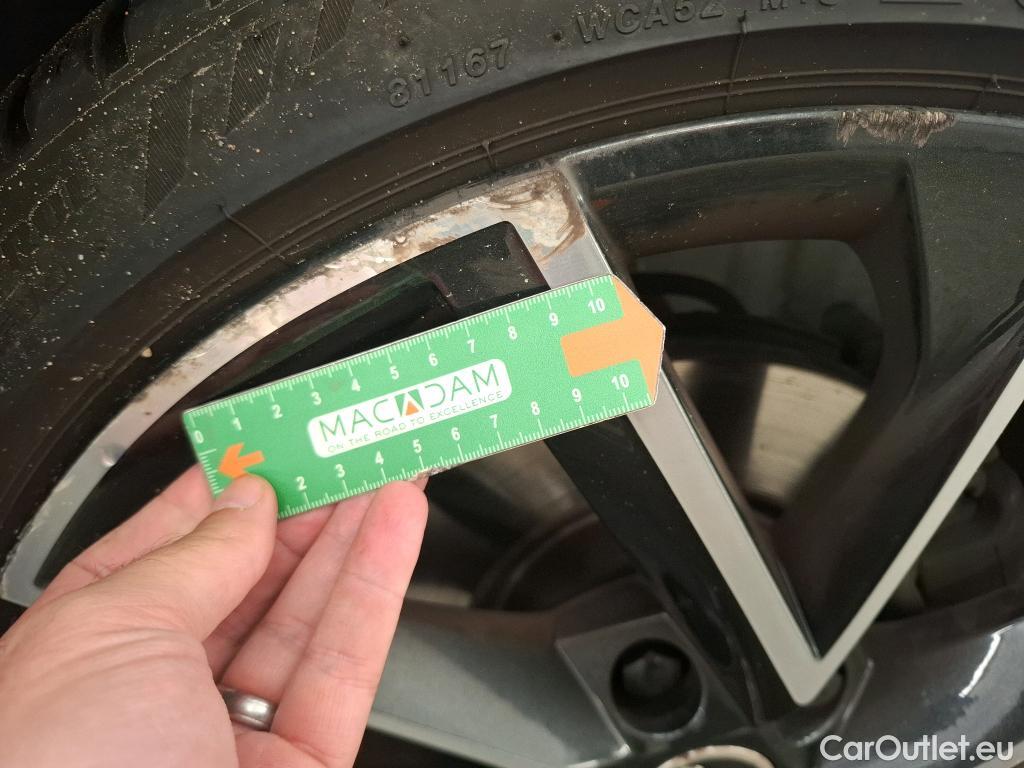 81167 WCA52
0 1 2 3 4 5 6 7 8 9 10
MACADAM
ON THE ROAD TO EXCELLENCE
2 3 4 5 6 7 8 9 10
CarOutlet.eu